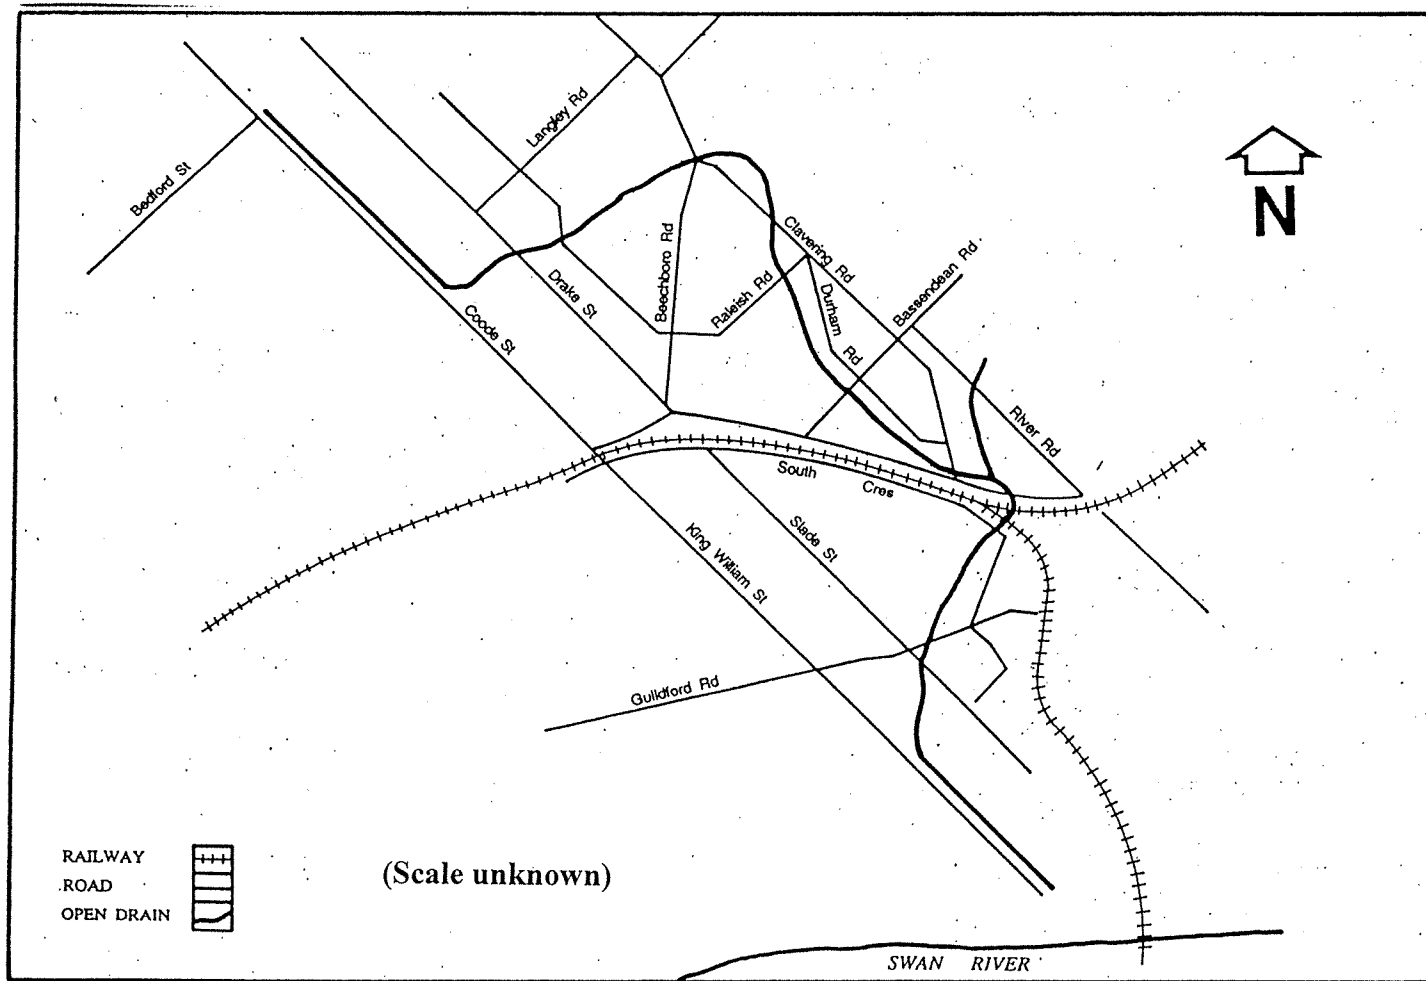 Langley Rd
Bedford St
N
Clavering Rd
Beechboro Rd
Bassendean Rd.
Drake St
Raleish Rd
Durham
Rd
Coode St
River Rd
South
Cres
Slade St
King William St
Guildford Rd
RAILWAY
ROAD
OPEN DRAIN
(Scale unknown)
SWAN RIVER